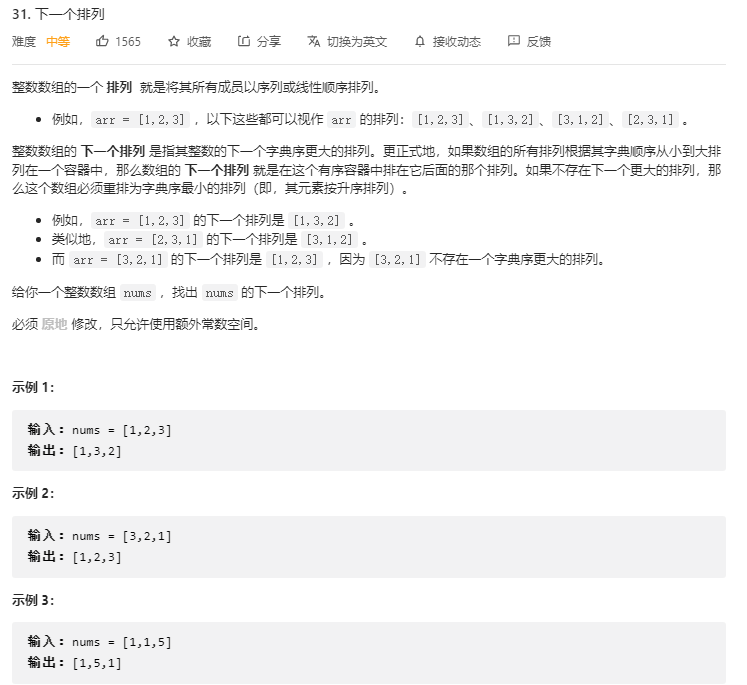 31. 下一个排列
难度 中等 1565 收藏 分享 切换为英文 接收动态 反馈
整数数组的一个 排列 就是将其所有成员以序列或线性顺序排列。
• 例如，arr = [1,2,3] ，以下这些都可以视作 arr 的排列：[1,2,3]、[1,3,2]、[3,1,2]、[2,3,1] 。
整数数组的 下一个排列 是指其整数的下一个字典序更大的排列。更正式地，如果数组的所有排列根据其字典顺序从小到大排
列在一个容器中，那么数组的 下一个排列 就是在这个有序容器中排在它后面的那个排列。如果不存在下一个更大的排列，那
么这个数组必须重排为字典序最小的排列（即，其元素按升序排列）。
• 例如，arr = [1,2,3] 的下一个排列是 [1,3,2] 。
• 类似地，arr = [2,3,1] 的下一个排列是 [3,1,2] 。
• 而 arr = [3,2,1] 的下一个排列是 [1,2,3] ，因为 [3,2,1] 不存在一个字典序更大的排列。
给你一个整数数组 nums ，找出 nums 的下一个排列。
必须 原地 修改，只允许使用额外常数空间。
示例 1：
输入：nums = [1,2,3]
输出：[1,3,2]
示例 2：
输入：nums = [3,2,1]
输出：[1,2,3]
示例 3：
输入：nums = [1,1,5]
输出：[1,5,1]